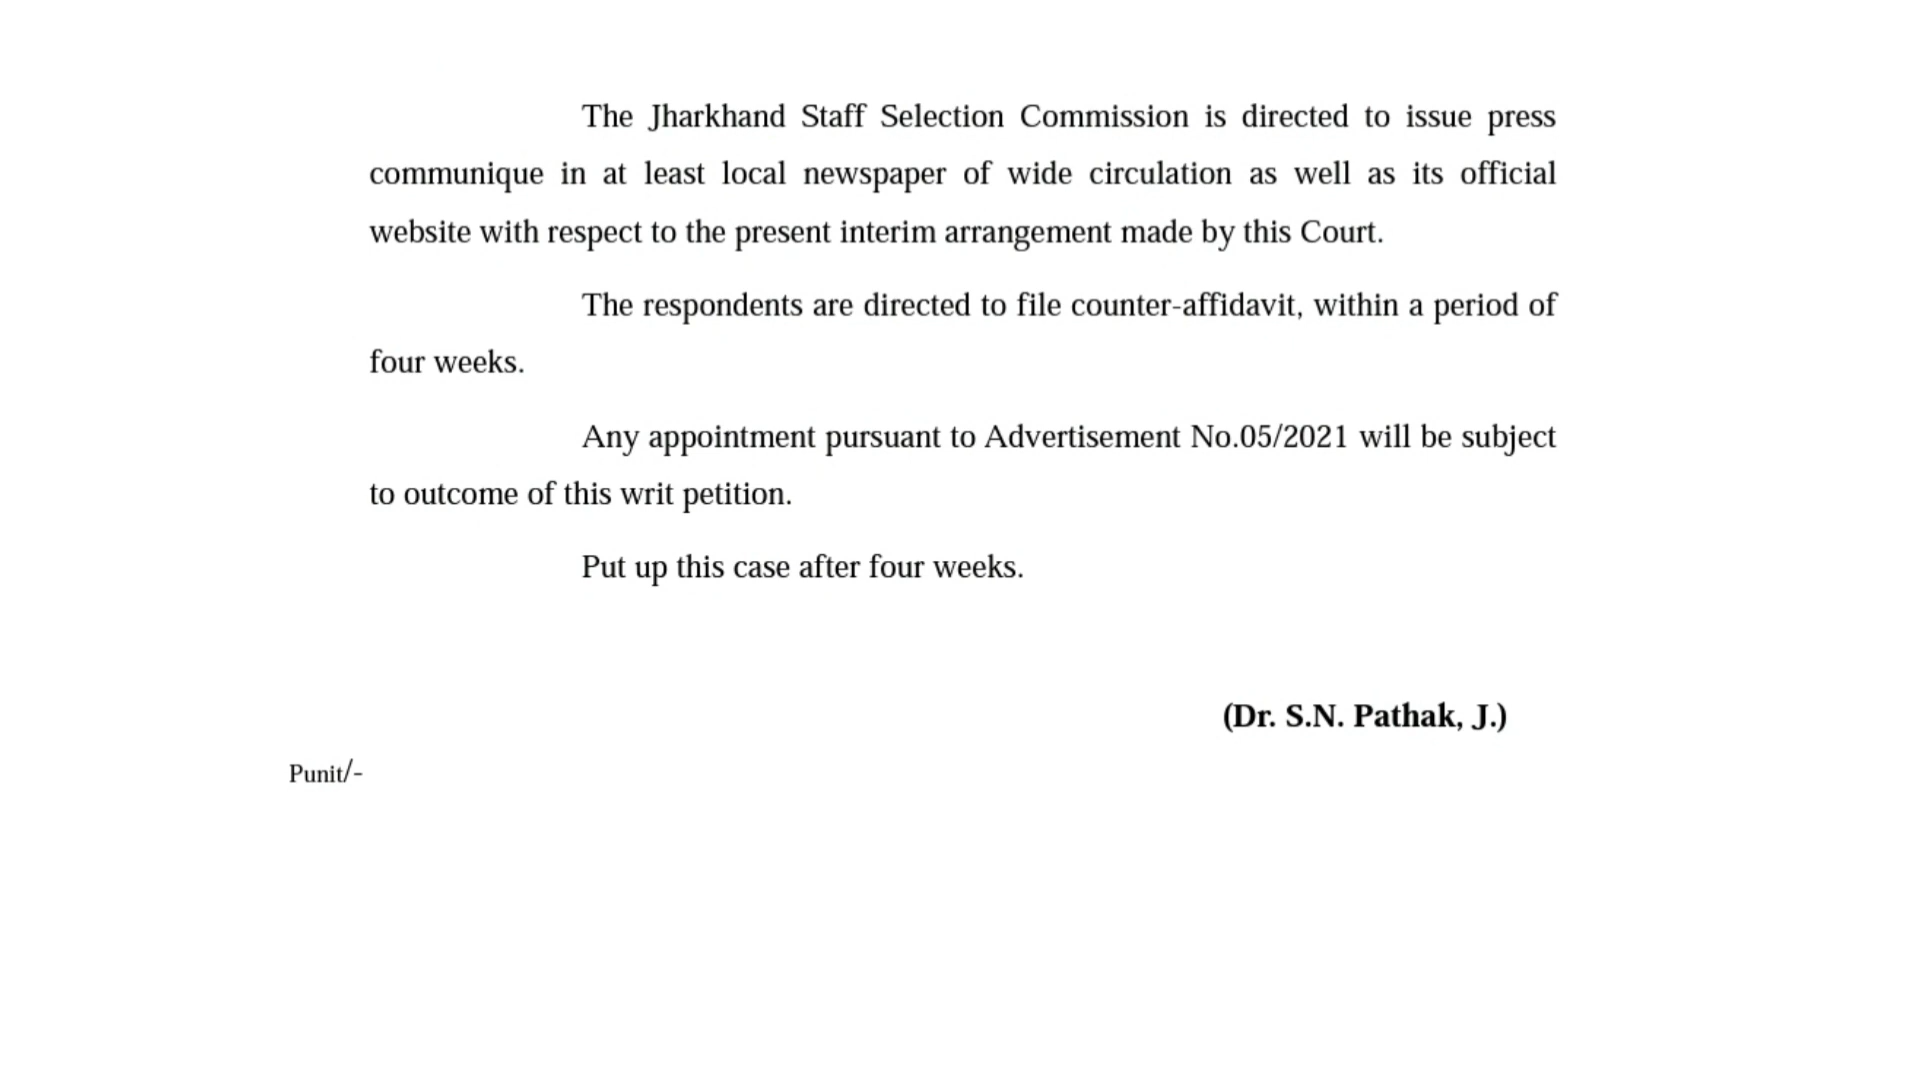 The Jharkhand Staff Selection Commission is directed to issue press
communique in at least local newspaper of wide circulation as well as its official
website with respect to the present interim arrangement made by this Court.
The respondents are directed to file counter-affidavit, within a period of
four weeks.
Any appointment pursuant to Advertisement No.05/2021 will be subject
to outcome of this writ petition.
Put up this case after four weeks.
(Dr. S.N. Pathak, J.)
Punit/-